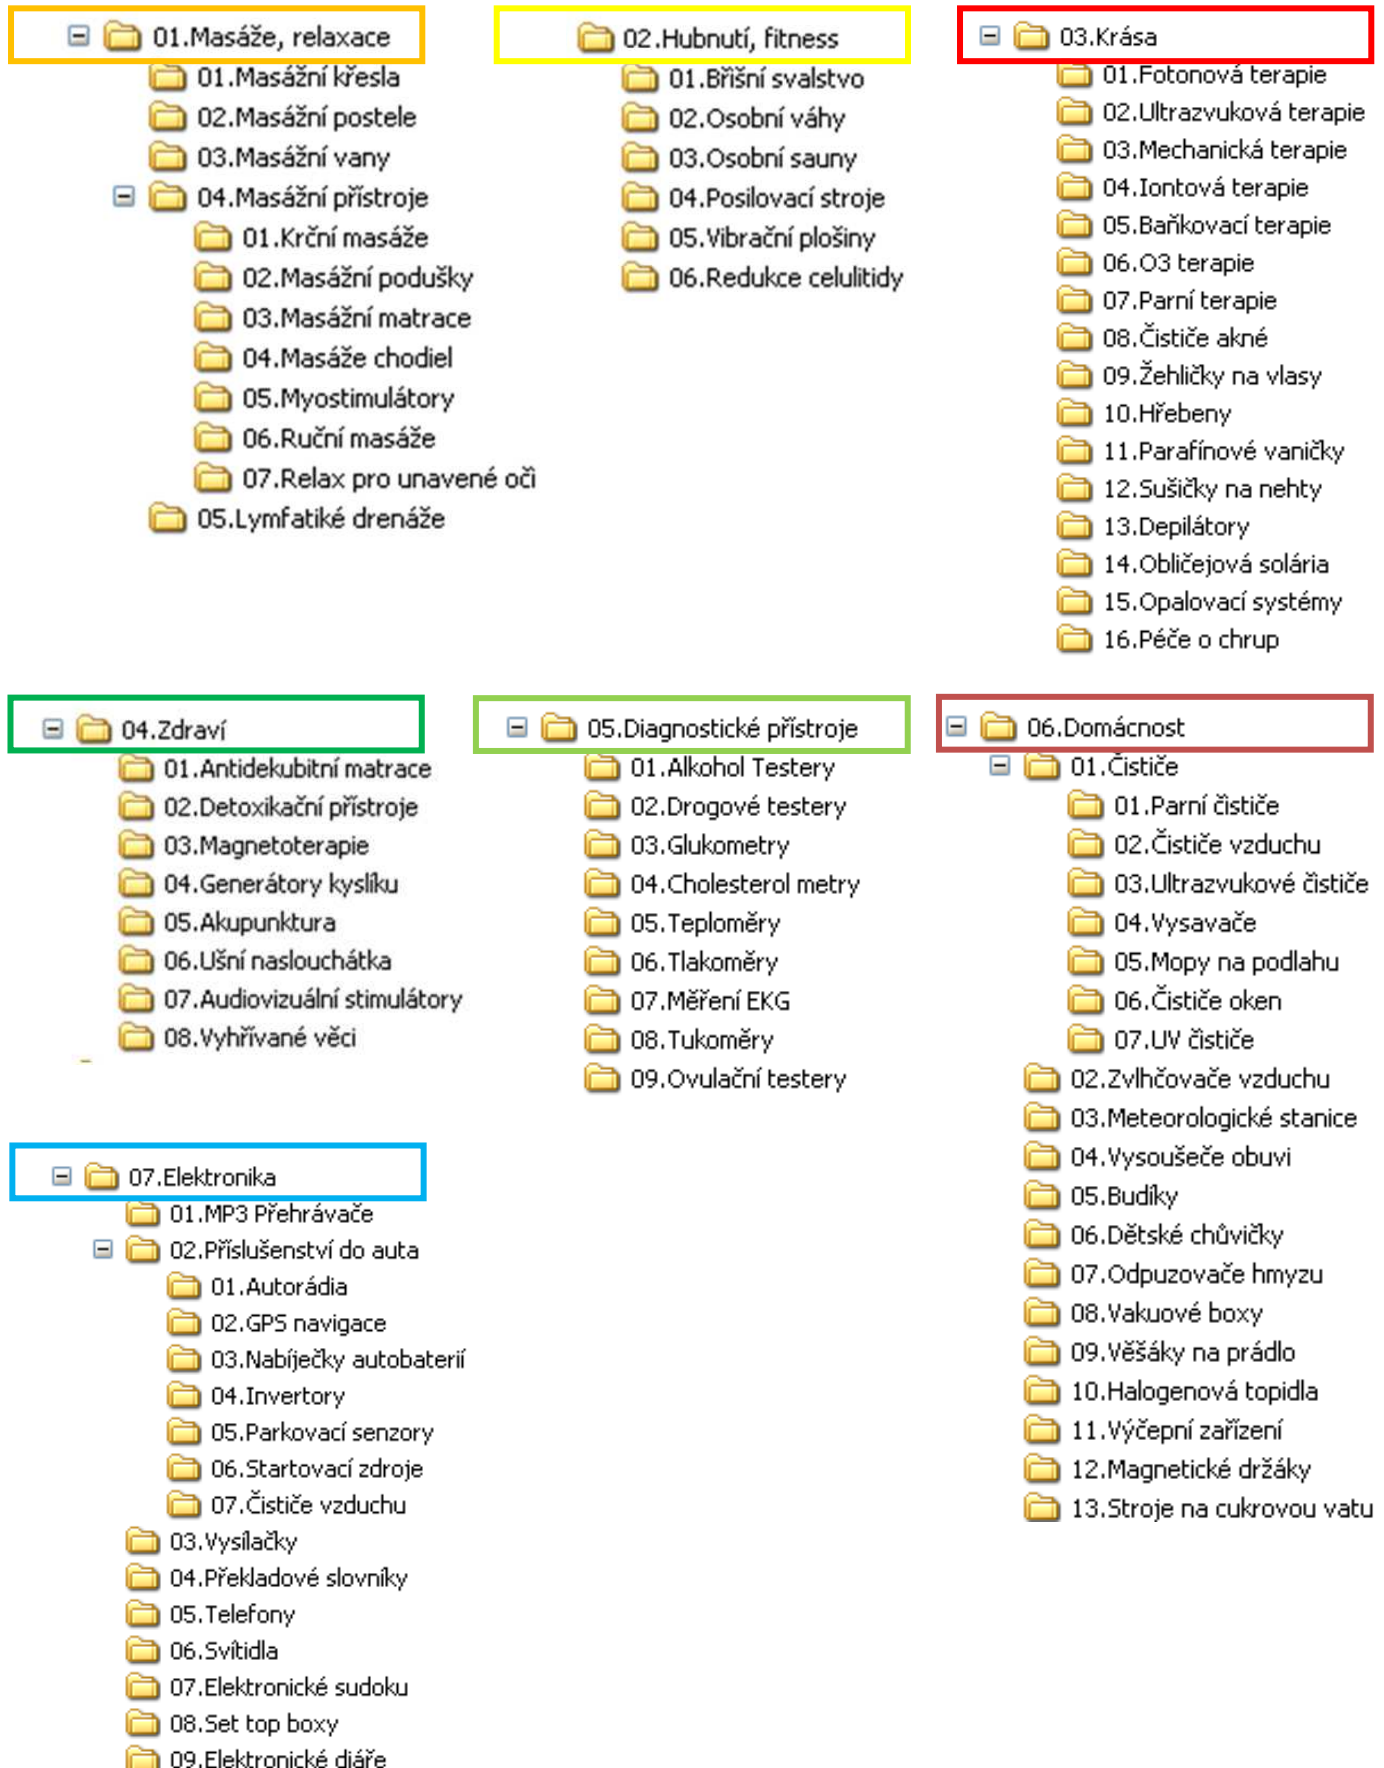 01.Masáže, relaxace
01.Masážní křesla
02.Masážní postele
03.Masážní vany
04.Masážní přístroje
01.Krční masáže
02.Masážní podušky
03.Masážní matrace
04.Masáže chodiel
05.Myostimulátory
06.Ruční masáže
07.Relax pro unavené oči
05.Lymfatiké drenáže
02.Hubnutí, fitness
01.Břišní svalstvo
02.Osobní váhy
03.Osobní sauny
04.Posilovací stroje
05.Vibrační plošiny
06.Redukce celulitidy
03.Krása
01.Fotonová terapie
02.Ultrazvuková terapie
03.Mechanická terapie
04.Iontová terapie
05.Baňkovací terapie
06.O3 terapie
07.Parní terapie
08.Čističe akné
09.Žehličky na vlasy
10.Hřebeny
11.Parafínové vaničky
12.Sušičky na nehty
13.Depilátory
14.Obličejová solária
15.Opalovací systémy
16.Péče o chrup
04.Zdraví
01.Antidekubitní matrace
02.Detoxikační přístroje
03.Magnetoterapie
04.Generátory kyslíku
05.Akupunktura
06.Ušní naslouchátka
07.Audiovizuální stimulátory
08.Vyhřívané věci
05.Diagnostické přístroje
01.Alkohol Testery
02.Drogové testery
03.Glukometry
04.Cholesterol metry
05.Teploměry
06.Tlakoměry
07.Měření EKG
08.Tukoměry
09.Ovulační testery
06.Domácnost
01.Čističe
01.Parní čističe
02.Čističe vzduchu
03.Ultrazvukové čističe
04.Vysavače
05.Mopy na podlahu
06.Čističe oken
07.UV čističe
02.Zvlhčovače vzduchu
03.Meteorologické stanice
04.Vysoušeče obuvi
05.Budíky
06.Dětské chůvičky
07.Odpuzovače hmyzu
08.Vakuové boxy
09.Věšáky na prádlo
10.Halogenová topidla
11.Výčepní zařízení
12.Magnetické držáky
13.Stroje na cukrovou vatu
07.Elektronika
01.MP3 Přehrávače
02.Příslušenství do auta
01.Autorádia
02.GPS navigace
03.Nabíječky autobaterií
04.Invertory
05.Parkovací senzory
06.Startovací zdroje
07.Čističe vzduchu
03.Vysílačky
04.Překladové slovníky
05.Telefony
06.Svítidla
07.Elektronické sudoku
08.Set top boxy
09.Elektronické diáře